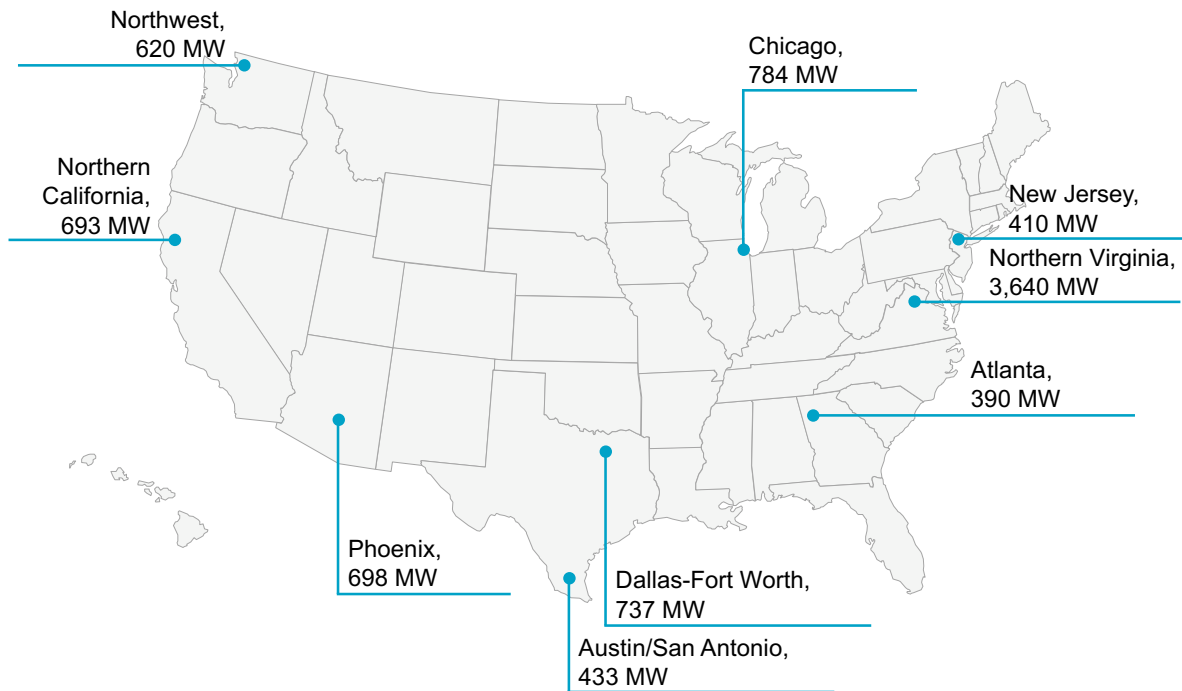 Northwest,
620 MW
Chicago,
784 MW
Northern
California,
693 MW
New Jersey,
410 MW
Northern Virginia,
3,640 MW
Atlanta,
390 MW
Phoenix,
698 MW
Dallas-Fort Worth,
737 MW
Austin/San Antonio,
433 MW